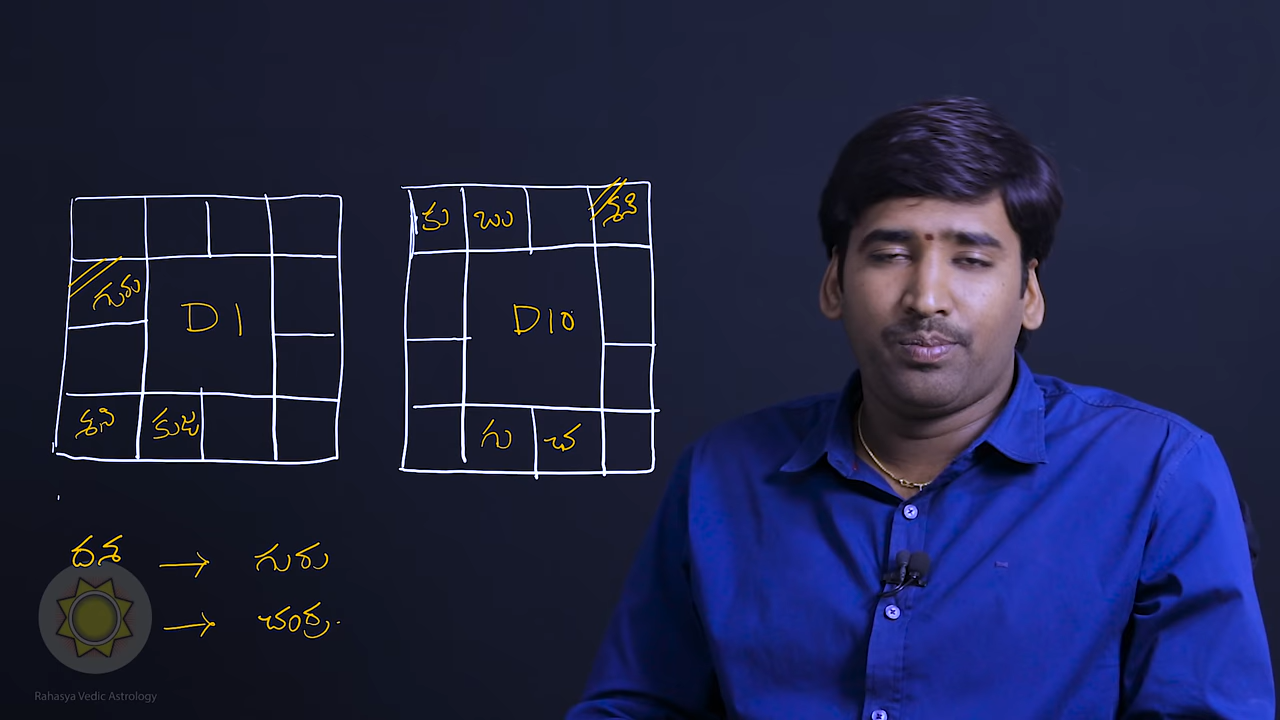 కు బు శని
గురు
D1
D10
శని కుజ
గు చ
దశ → గురు
→ చంద్ర
Rahasya Vedic Astrology